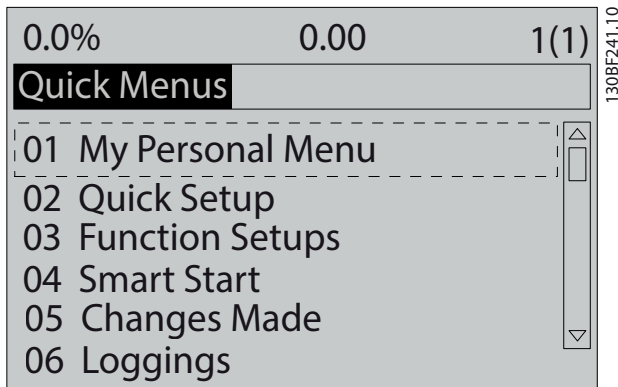 0.0% 0.00 1(1)
Quick Menus
01 My Personal Menu
02 Quick Setup
03 Function Setups
04 Smart Start
05 Changes Made
06 Loggings
130BF241.10